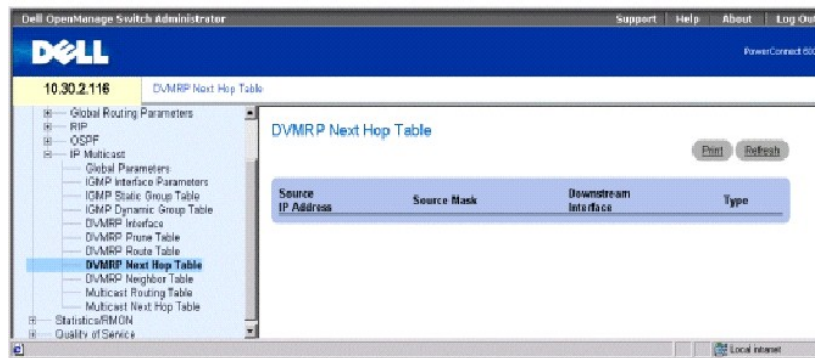 Dell OpenManage Switch Administrator
Support Help About Log Out
DELL
PowerConnect 600
10.30.2.116
DVMRP Next Hop Table
Global Routing Parameters
RIP
OSPF
IP Multicast
Global Parameters
IGMP Interface Parameters
IGMP Static Group Table
IGMP Dynamic Group Table
DVMRP Interface
DVMRP Prune Table
DVMRP Route Table
DVMRP Next Hop Table
DVMRP Neighbor Table
Multicast Routing Table
Multicast Next Hop Table
Statistics/RMON
Quality of Service
DVMRP Next Hop Table
Print Refresh
Source IP Address
Source Mask
Downstream Interface
Type
Local intranet